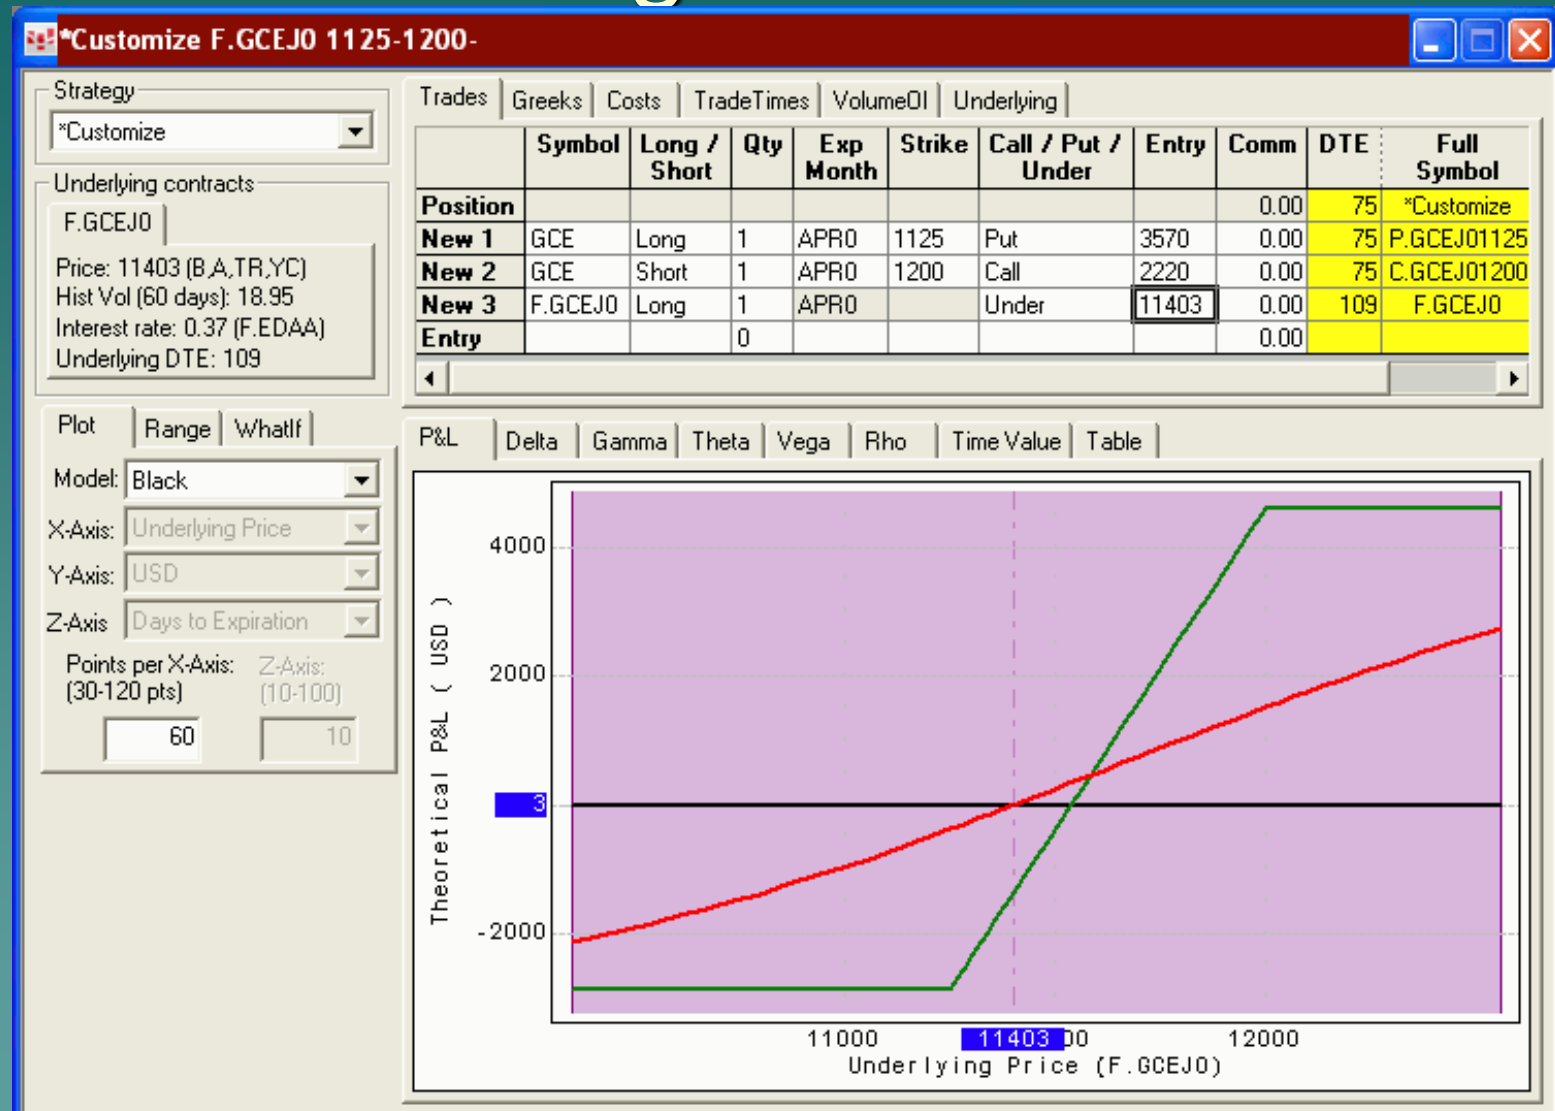 *Customize F.GCEJ0 1125-1200-
Strategy
*Customize
Underlying contracts
F.GCEJ0
Price: 11403 (B,A,TR,YC)
Hist Vol (60 days): 18.95
Interest rate: 0.37 (F.EDAA)
Underlying DTE: 109
Trades Greeks Costs TradeTimes VolumeOI Underlying
Symbol Long / Short Qty Exp Month Strike Call / Put / Under Entry Comm DTE Full Symbol
Position 0.00 75 *Customize
New 1 GCE Long 1 APR0 1125 Put 3570 0.00 75 P.GCEJ01125
New 2 GCE Short 1 APR0 1200 Call 2220 0.00 75 C.GCEJ01200
New 3 F.GCEJ0 Long 1 APR0 Under 11403 0.00 109 F.GCEJ0
Entry 0 0.00
Plot Range WhatIf
Model: Black
X-Axis: Underlying Price
Y-Axis: USD
Z-Axis Days to Expiration
Points per X-Axis: Z-Axis:
(30-120 pts) (10-100)
60 10
P&L Delta Gamma Theta Vega Rho Time Value Table
Theoretical P&L ( USD )
4000
2000
3
-2000
11000 11403 12000
Underlying Price (F.GCEJ0)